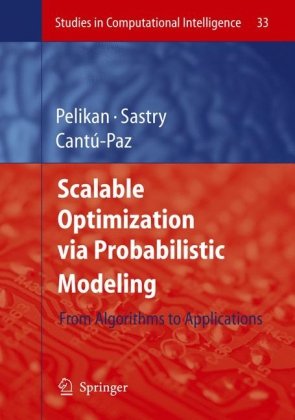 Studies in Computational Intelligence 33
Pelikan · Sastry
Cantú-Paz
Scalable
Optimization
via Probabilistic
Modeling
From Algorithms to Applications
Springer